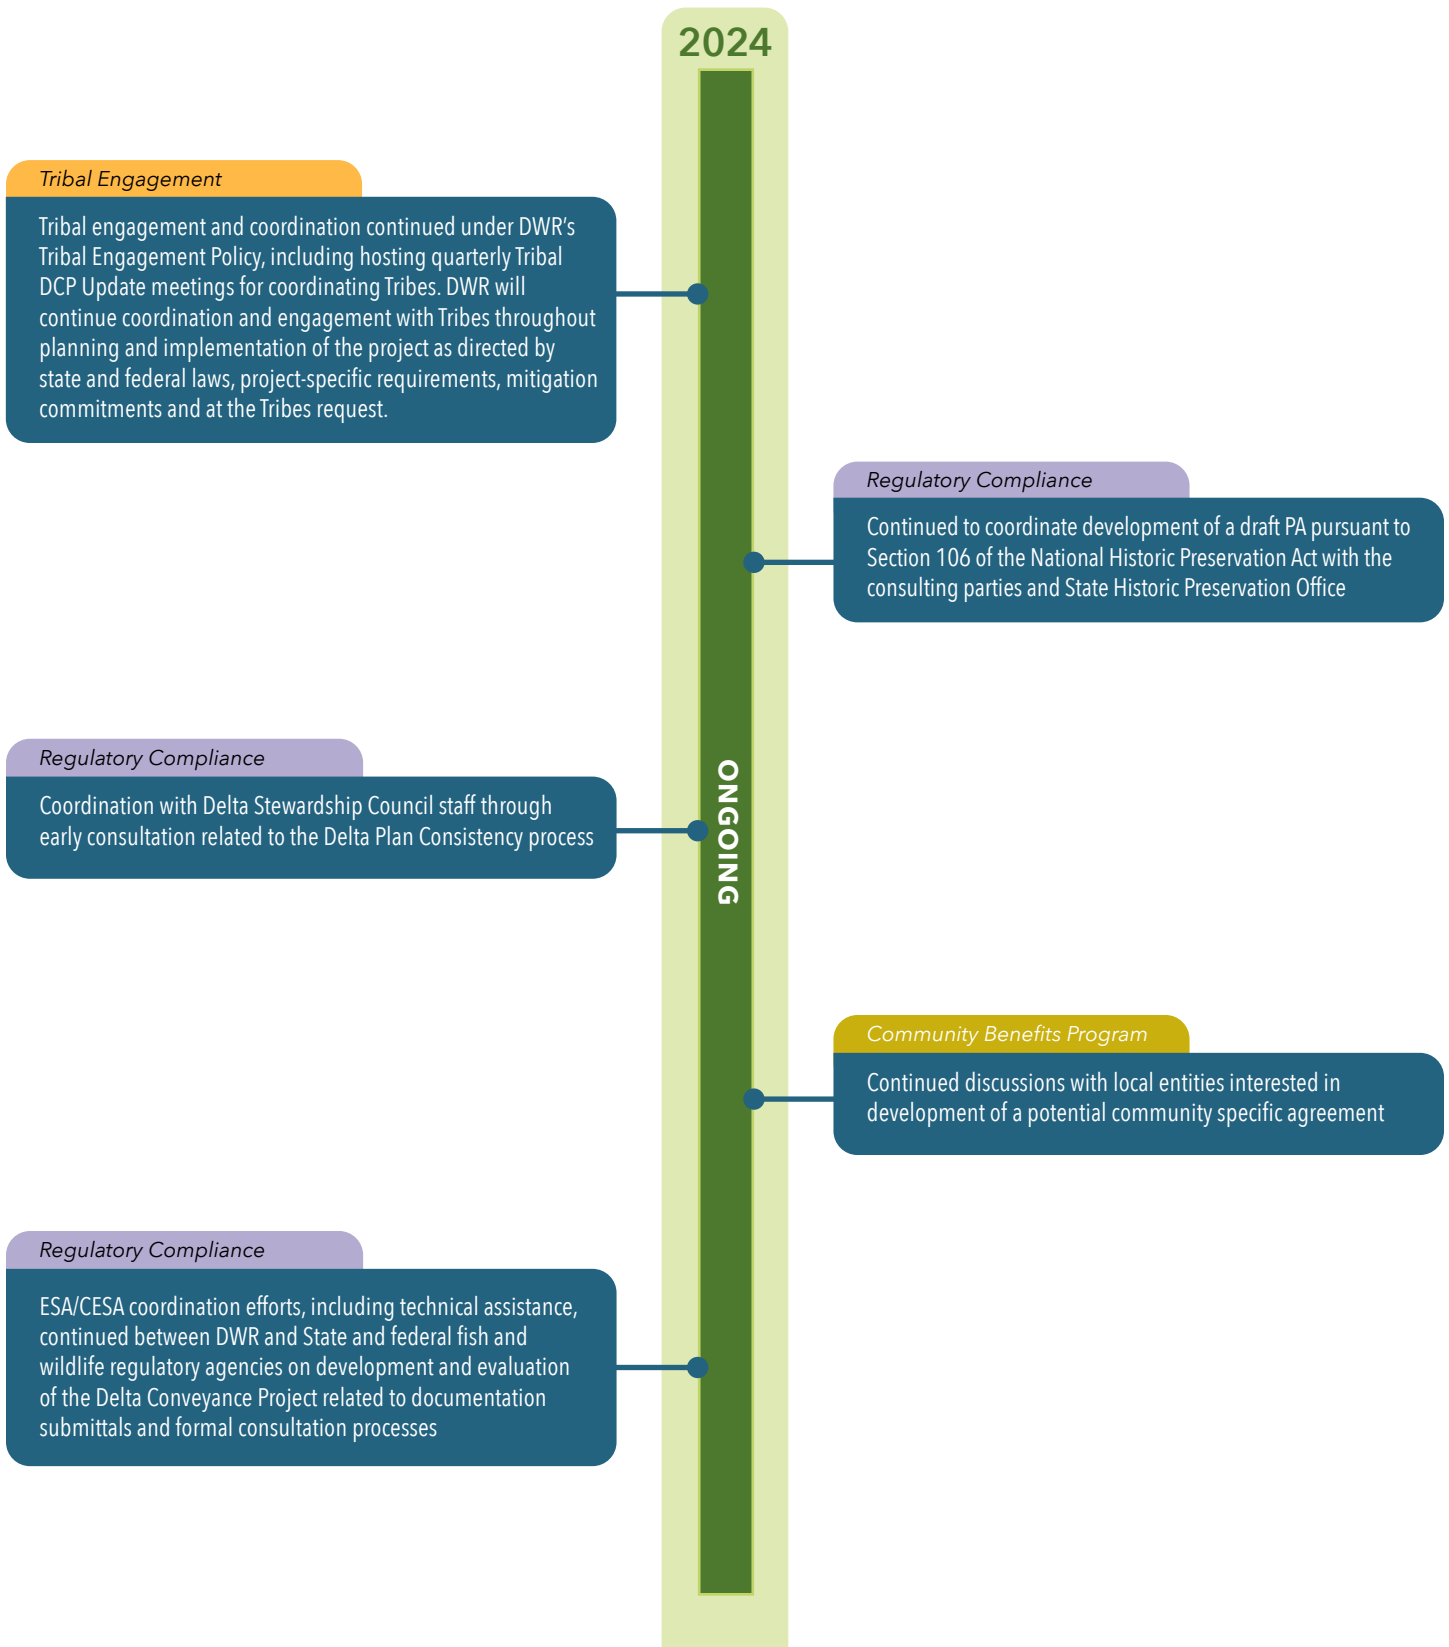 2024
Tribal Engagement
Tribal engagement and coordination continued under DWR’s
Tribal Engagement Policy, including hosting quarterly Tribal
DCP Update meetings for coordinating Tribes. DWR will
continue coordination and engagement with Tribes throughout
planning and implementation of the project as directed by
state and federal laws, project-specific requirements, mitigation
commitments and at the Tribes request.
Regulatory Compliance
Continued to coordinate development of a draft PA pursuant to
Section 106 of the National Historic Preservation Act with the
consulting parties and State Historic Preservation Office
Regulatory Compliance
Coordination with Delta Stewardship Council staff through
early consultation related to the Delta Plan Consistency process
ONGOING
Community Benefits Program
Continued discussions with local entities interested in
development of a potential community specific agreement
Regulatory Compliance
ESA/CESA coordination efforts, including technical assistance,
continued between DWR and State and federal fish and
wildlife regulatory agencies on development and evaluation
of the Delta Conveyance Project related to documentation
submittals and formal consultation processes